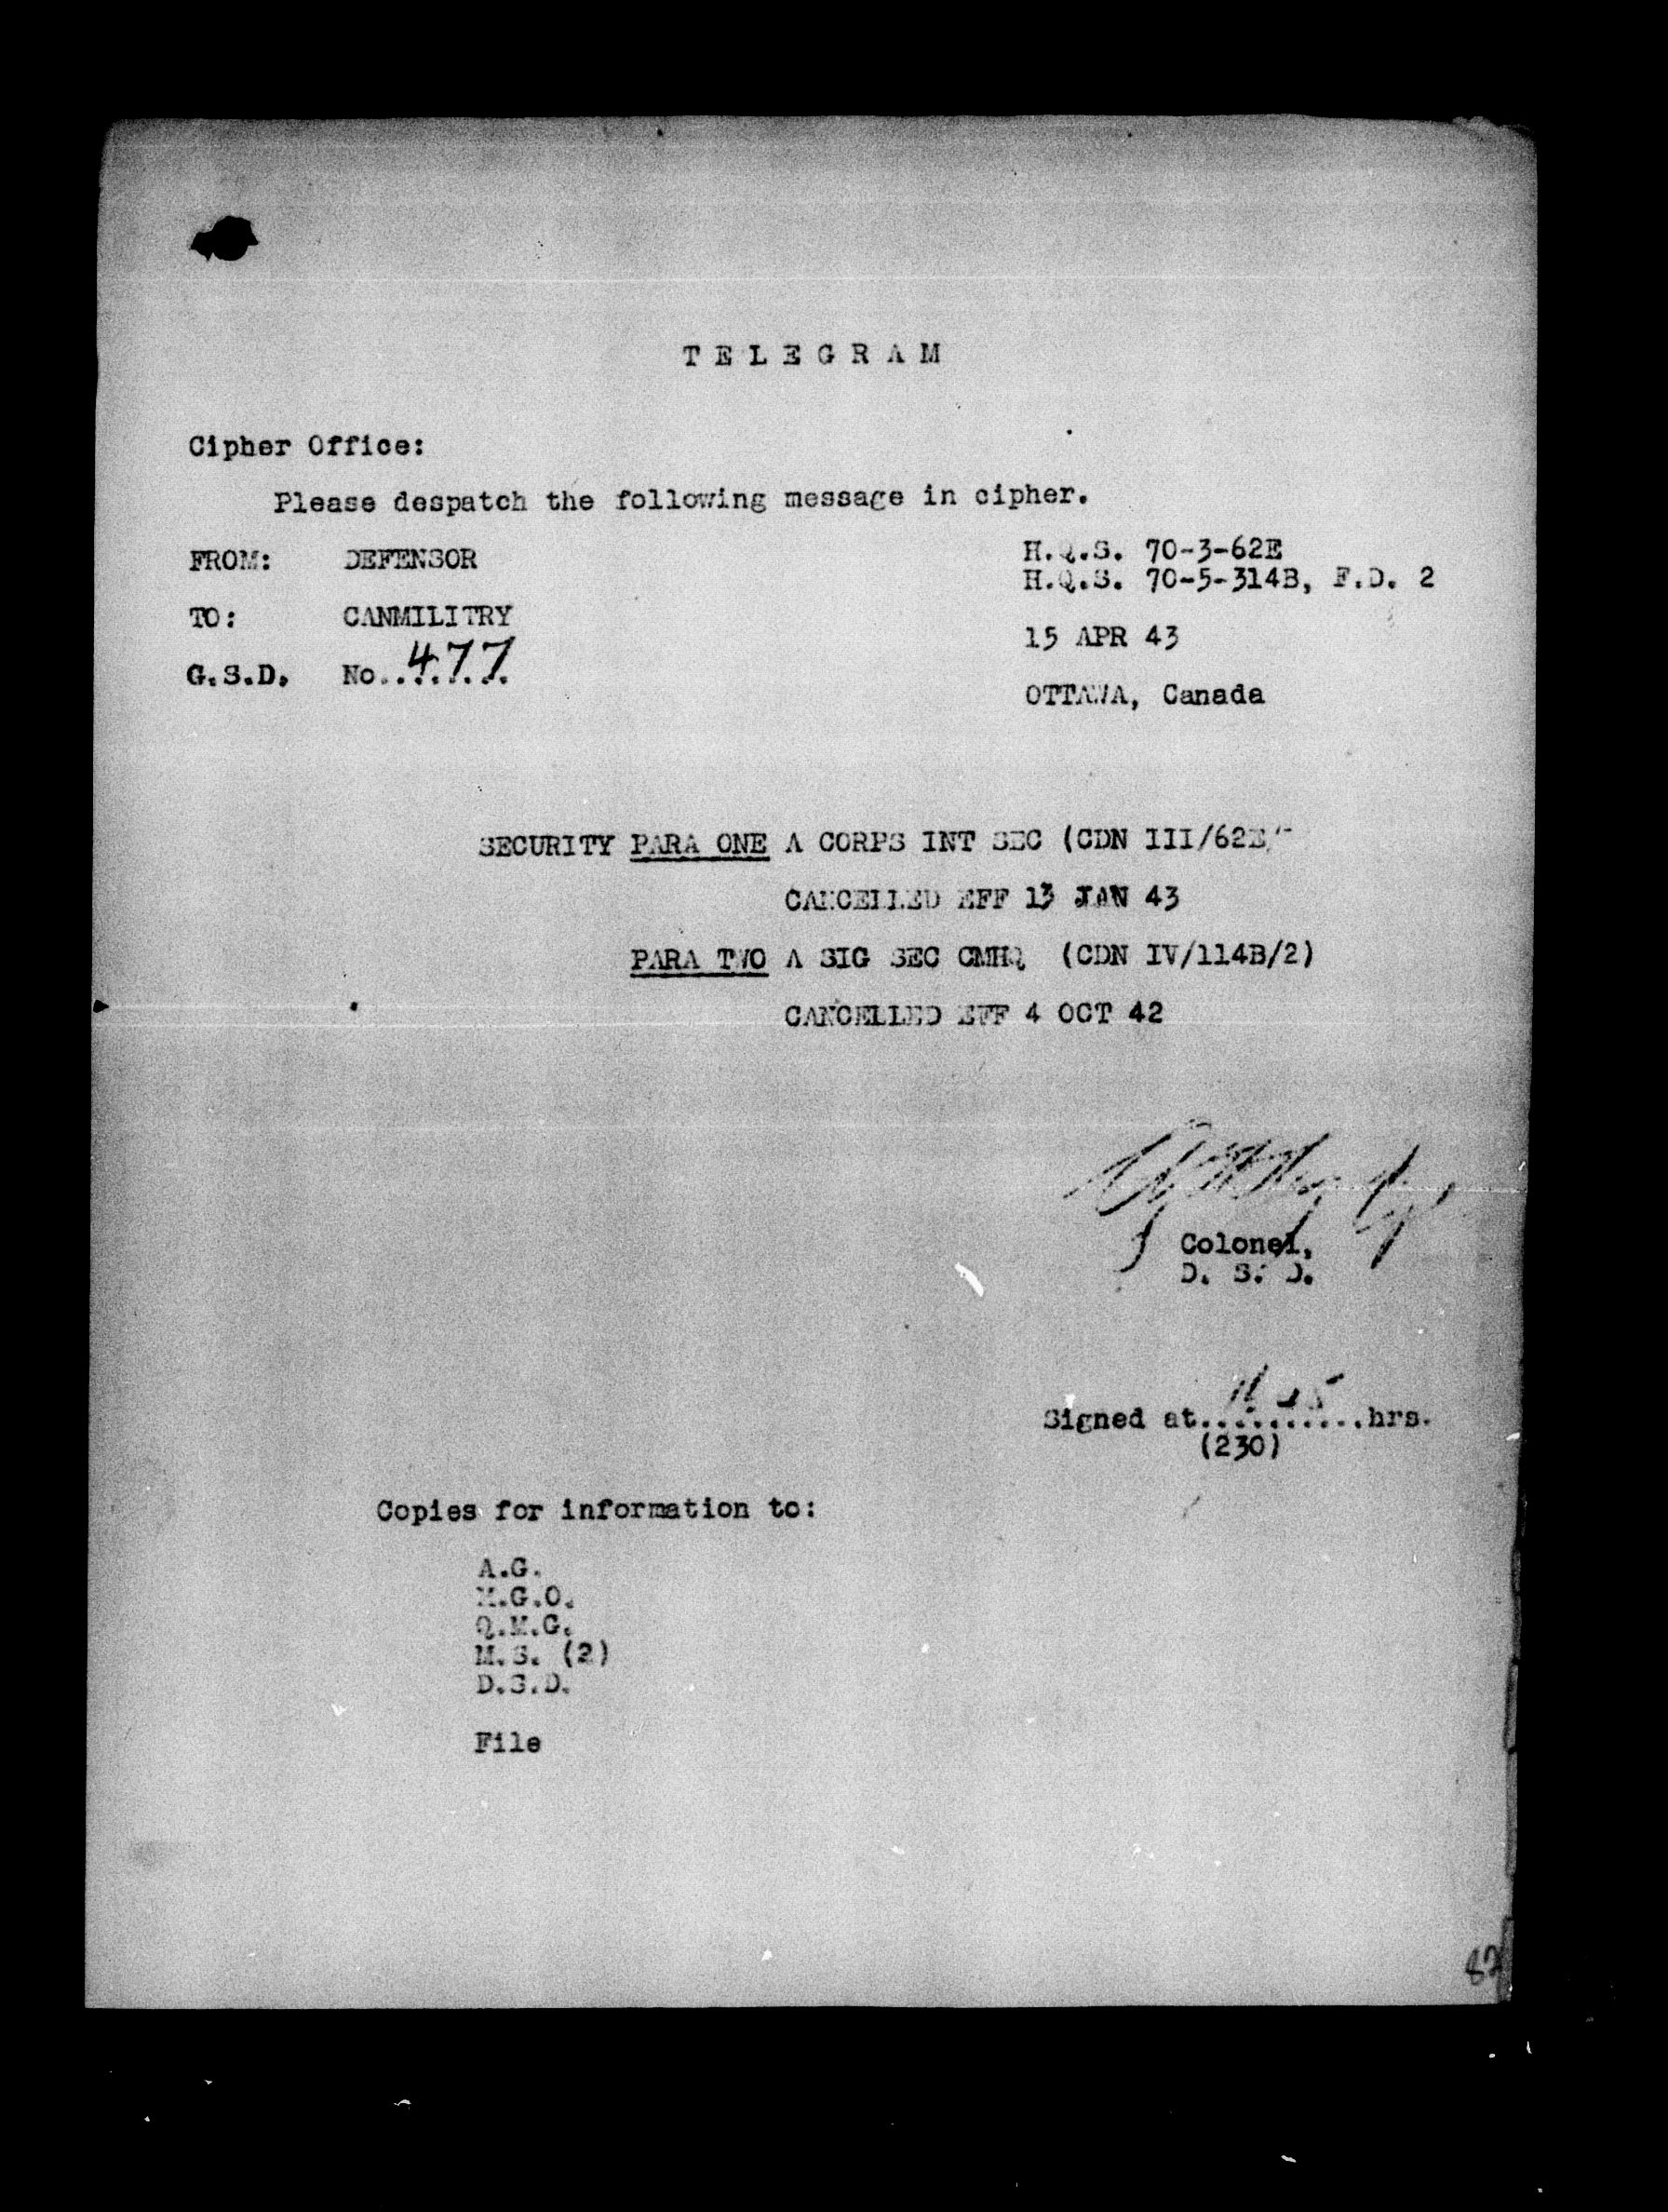 TELEGRAM
Cipher Office:
Please despatch the following message in cipher.
FROM: DEFENSOR
H.Q.S. 70-3-62E
H.Q.S. 70-5-314B, F.D. 2
TO: CANMILITRY
15 APR 43
G.S.D. No. 477
OTTAWA, Canada
SECURITY PARA ONE A CORPS INT SEC (CDN III/62E)
CANCELLED EFF 13 JAN 43
PARA TWO A SIG SEC CMHQ (CDN IV/114B/2)
CANCELLED EFF 4 OCT 42
Colonel,
D. S. D.
Signed at..........hrs.
(230)
Copies for information to:
A.G.
M.G.O.
Q.M.G.
M.S. (2)
D.S.D.
File